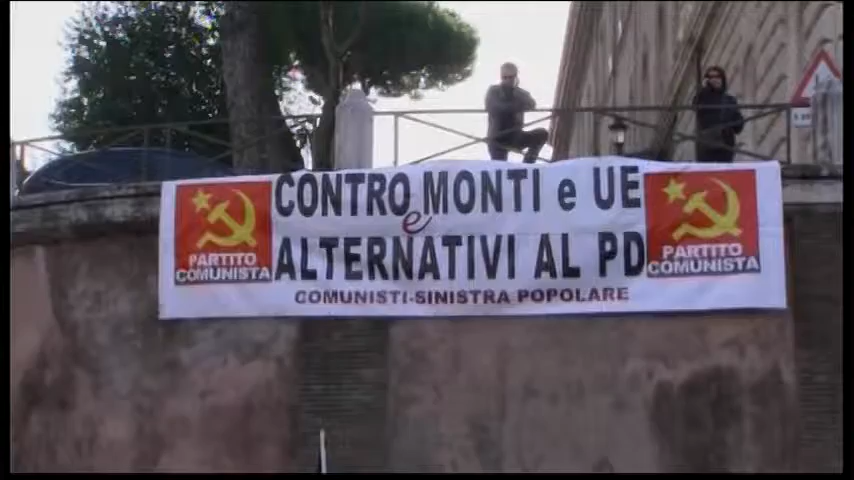 CONTRO MONTI e UE
e
ALTERNATIVI AL PD
COMUNISTI-SINISTRA POPOLARE
PARTITO
COMUNISTA
PARTITO
COMUNISTA